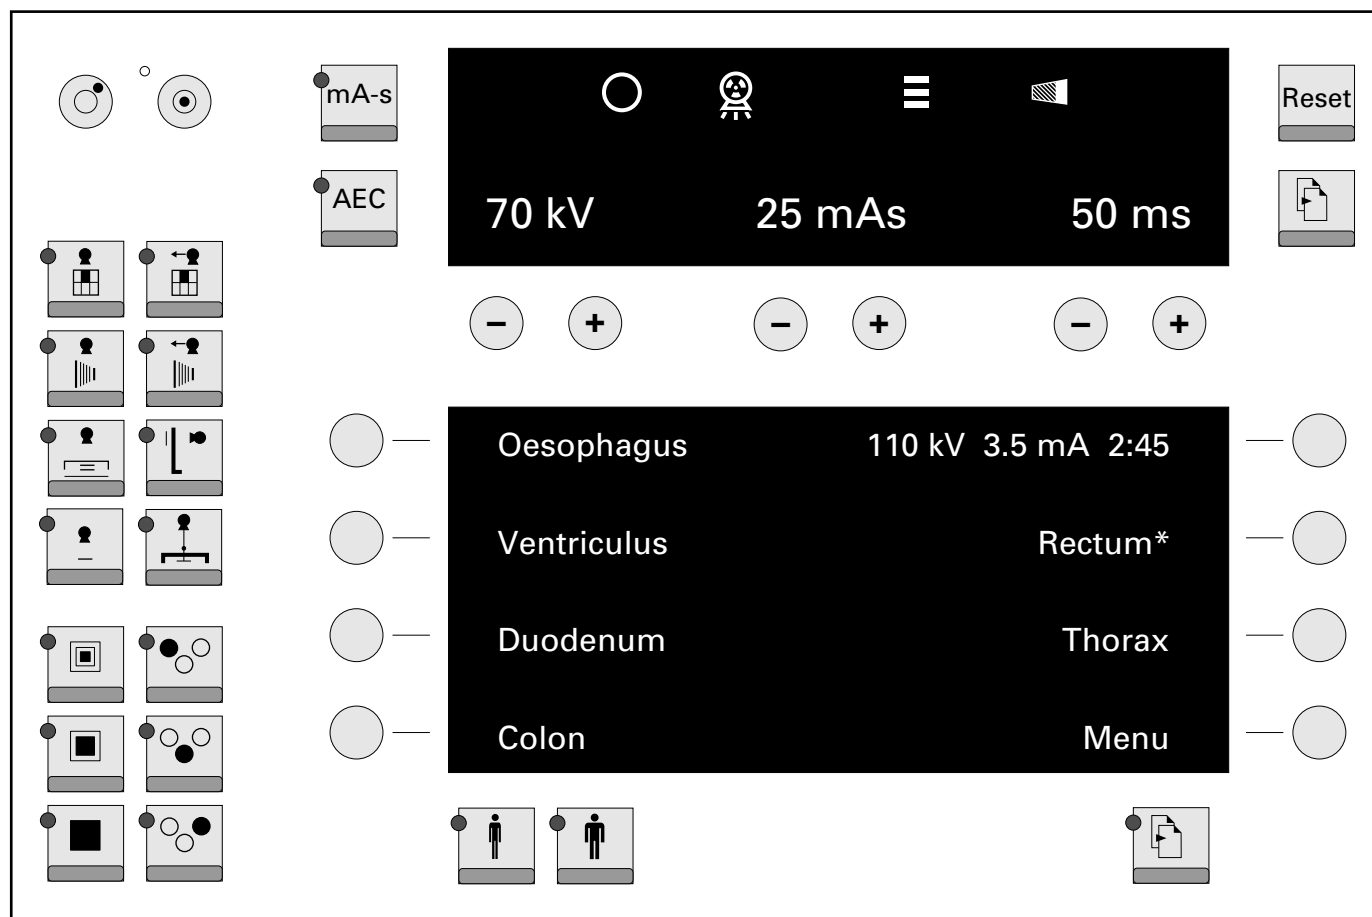 mA-s
Reset
AEC
70 kV 25 mAs 50 ms
– + – + – +
Oesophagus 110 kV 3.5 mA 2:45
Ventriculus Rectum*
Duodenum Thorax
Colon Menu